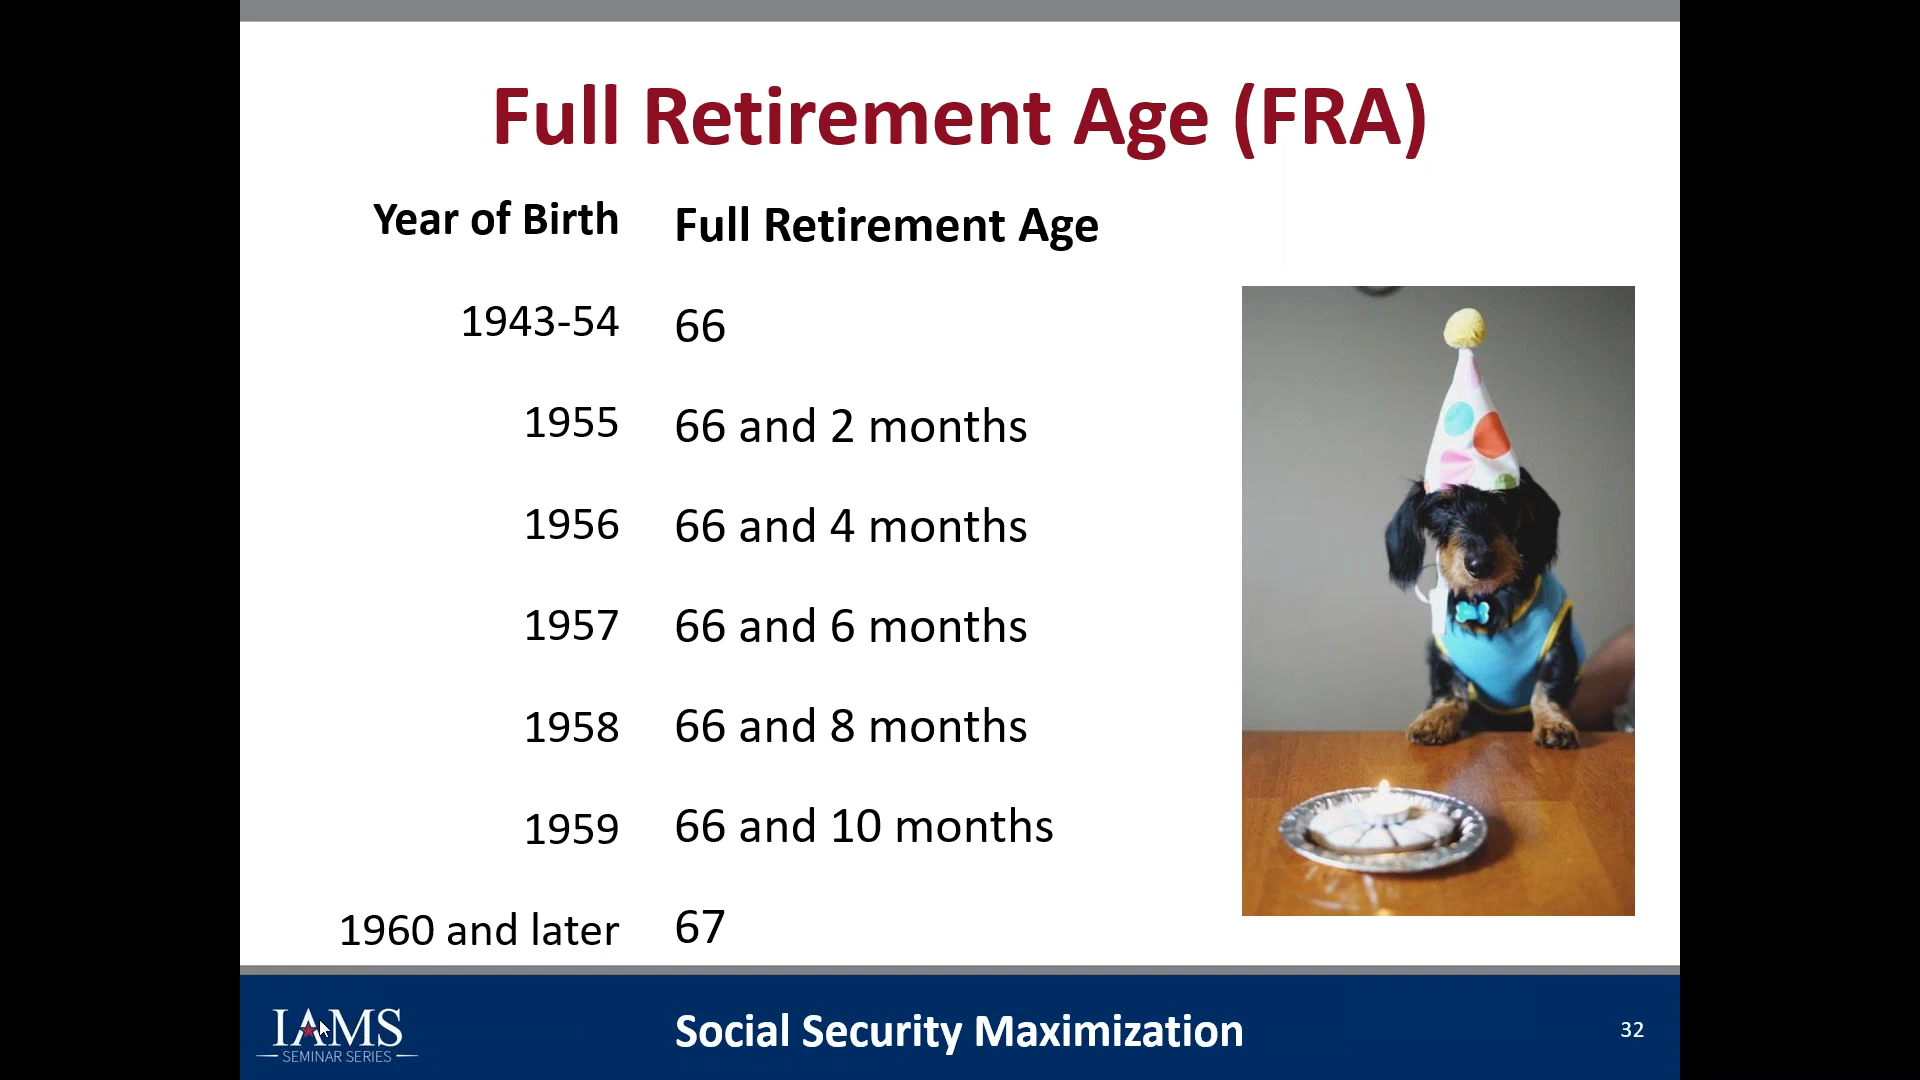 Full Retirement Age (FRA)
Year of Birth Full Retirement Age
1943-54 66
1955 66 and 2 months
1956 66 and 4 months
1957 66 and 6 months
1958 66 and 8 months
1959 66 and 10 months
1960 and later 67
IAMS
SEMINAR SERIES
Social Security Maximization
32